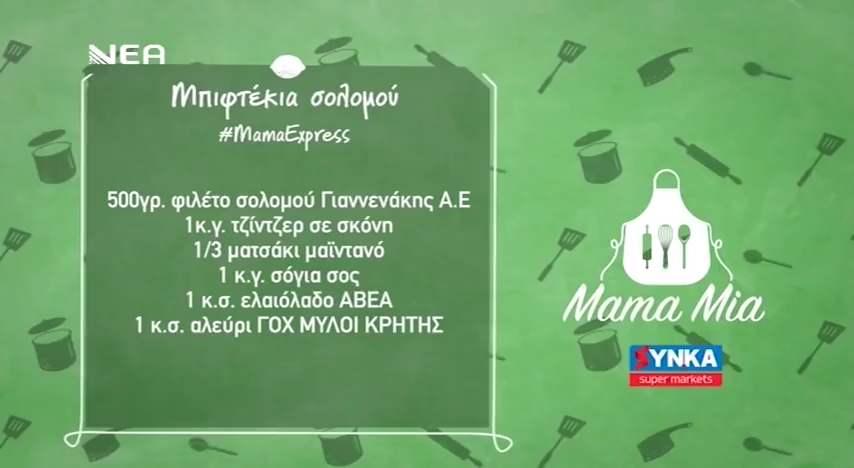 ΝΕΑ
Μπιφτέκια σολομού
#MamaExpress
500γρ. φιλέτο σολομού Γιαννενάκης Α.Ε
1κ.γ. τζίντζερ σε σκόνη
1/3 ματσάκι μαϊντανό
1 κ.γ. σόγια σος
1 κ.σ. ελαιόλαδο ΑΒΕΑ
1 κ.σ. αλεύρι ΓΟΧ ΜΥΛΟΙ ΚΡΗΤΗΣ
Mama Mia
SYNKA
super markets